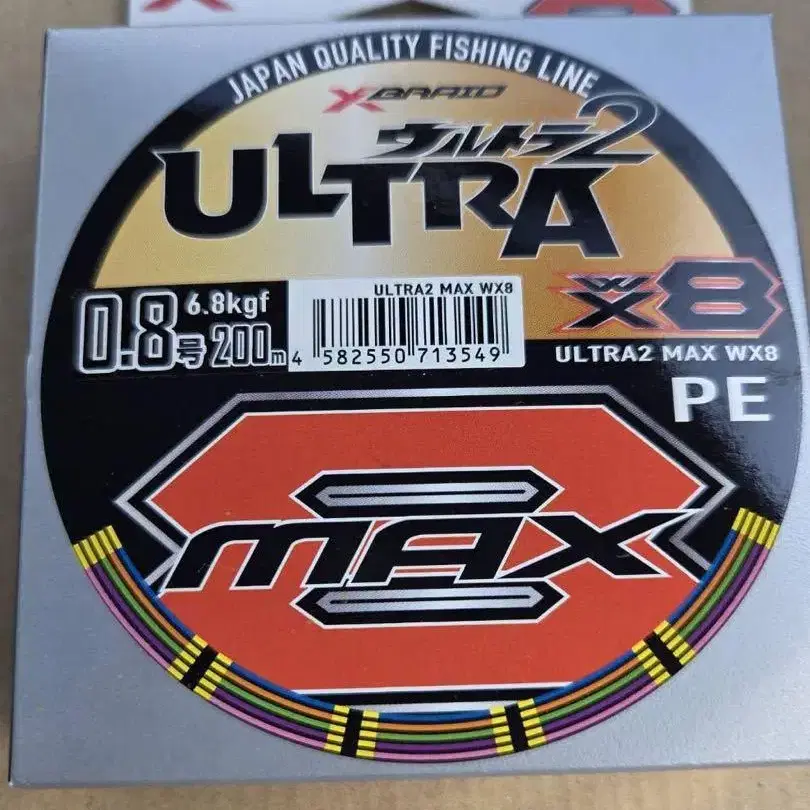 JAPAN QUALITY FISHING LINE
X-BRAID
ウルトラ2
ULTRA
WX8
ULTRA2 MAX WX8
0.8号 6.8kgf 200m
ULTRA2 MAX WX8
4 582550 713549
PE
MAX